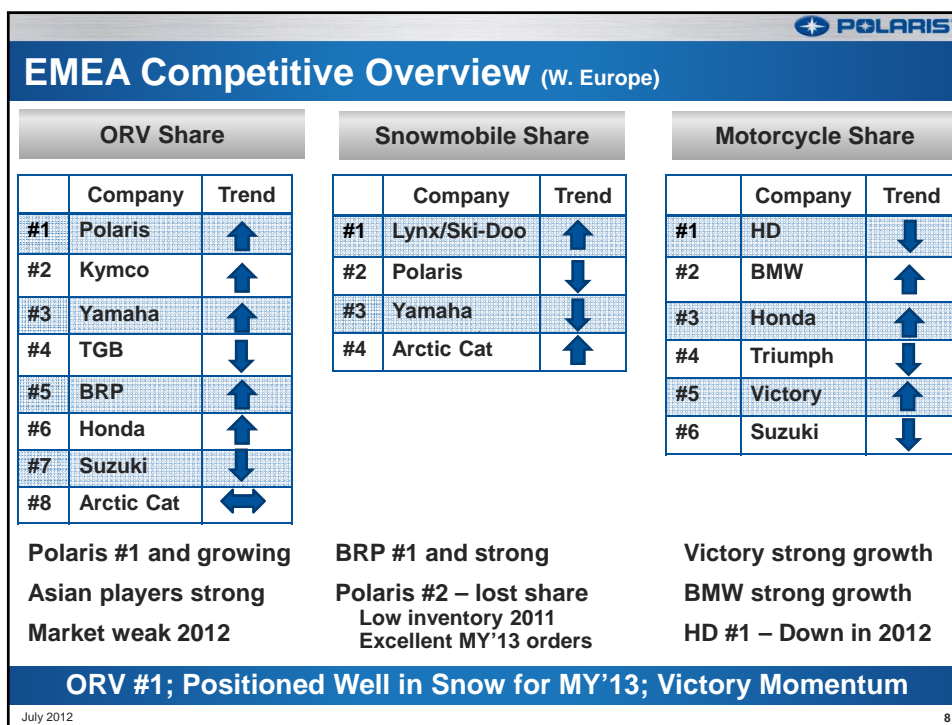 POLARIS
EMEA Competitive Overview (W. Europe)
ORV Share
Company Trend
#1 Polaris
#2 Kymco
#3 Yamaha
#4 TGB
#5 BRP
#6 Honda
#7 Suzuki
#8 Arctic Cat
Polaris #1 and growing
Asian players strong
Market weak 2012
Snowmobile Share
Company Trend
#1 Lynx/Ski-Doo
#2 Polaris
#3 Yamaha
#4 Arctic Cat
BRP #1 and strong
Polaris #2 – lost share
Low inventory 2011
Excellent MY'13 orders
Motorcycle Share
Company Trend
#1 HD
#2 BMW
#3 Honda
#4 Triumph
#5 Victory
#6 Suzuki
Victory strong growth
BMW strong growth
HD #1 – Down in 2012
ORV #1; Positioned Well in Snow for MY'13; Victory Momentum
July 2012
8